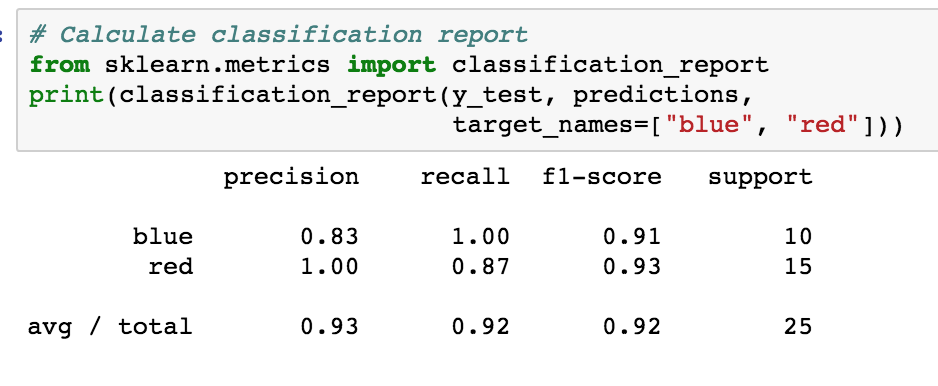 # Calculate classification report
from sklearn.metrics import classification_report
print(classification_report(y_test, predictions,
target_names=["blue", "red"]))
precision recall f1-score support
blue 0.83 1.00 0.91 10
red 1.00 0.87 0.93 15
avg / total 0.93 0.92 0.92 25